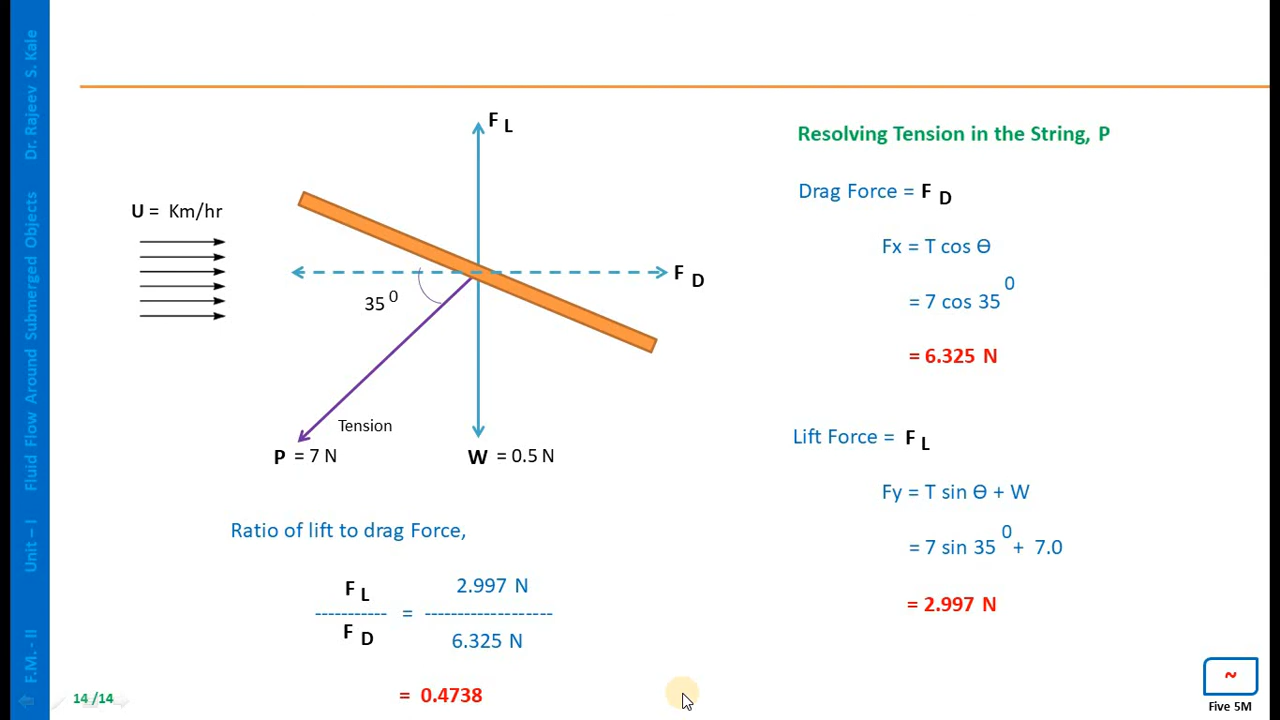 F.M. - II Unit – I Fluid Flow Around Submerged Objects Dr. Rajeev S. Kale
F L
U = Km/hr
F D
35 0
Tension
P = 7 N
W = 0.5 N
Ratio of lift to drag Force,
F L
2.997 N
----------- = -------------------
F D
6.325 N
= 0.4738
Resolving Tension in the String, P
Drag Force = F D
Fx = T cos Ɵ
= 7 cos 35 0
= 6.325 N
Lift Force = F L
Fy = T sin Ɵ + W
= 7 sin 35 0 + 7.0
= 2.997 N
14 /14
~
Five 5M